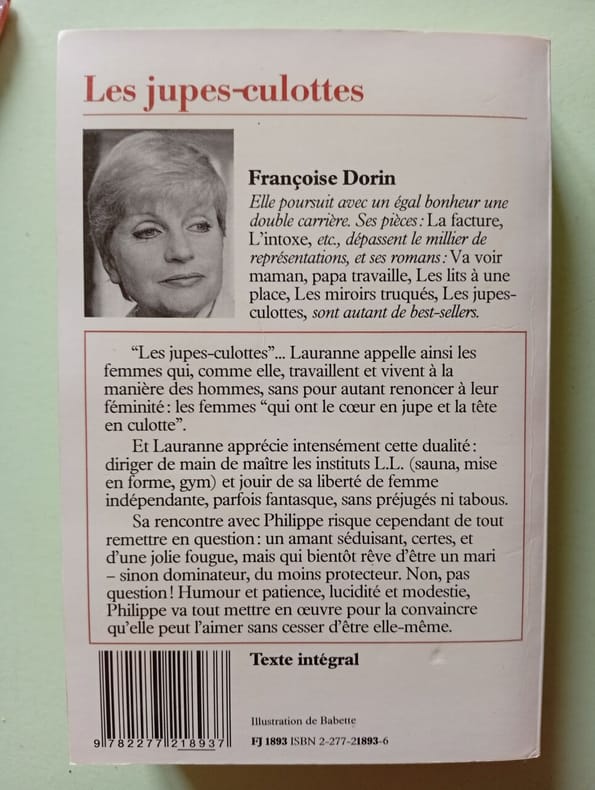 Les jupes-culottes
Françoise Dorin
Elle poursuit avec un égal bonheur une
double carrière. Ses pièces : La facture,
L'intoxe, etc., dépassent le millier de
représentations, et ses romans : Va voir
maman, papa travaille, Les lits à une
place, Les miroirs truqués, Les jupes-
culottes, sont autant de best-sellers.
“Les jupes-culottes”... Lauranne appelle ainsi les
femmes qui, comme elle, travaillent et vivent à la
manière des hommes, sans pour autant renoncer à leur
féminité : les femmes “qui ont le cœur en jupe et la tête
en culotte”.
Et Lauranne apprécie intensément cette dualité :
diriger de main de maître les instituts L.L. (sauna, mise
en forme, gym) et jouir de sa liberté de femme
indépendante, parfois fantasque, sans préjugés ni tabous.
Sa rencontre avec Philippe risque cependant de tout
remettre en question : un amant séduisant, certes, et
d'une jolie fougue, mais qui bientôt rêve d'être un mari
– sinon dominateur, du moins protecteur. Non, pas
question ! Humour et patience, lucidité et modestie,
Philippe va tout mettre en œuvre pour la convaincre
qu'elle peut l'aimer sans cesser d'être elle-même.
Texte intégral
Illustration de Babette
9 782277 218937
FJ 1893 ISBN 2-277-21893-6